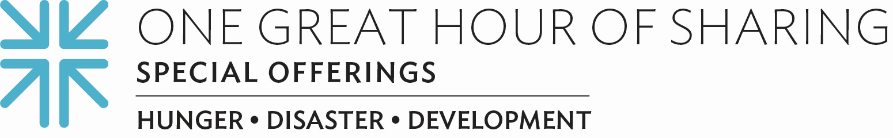 ONE GREAT HOUR OF SHARING
SPECIAL OFFERINGS
HUNGER • DISASTER • DEVELOPMENT